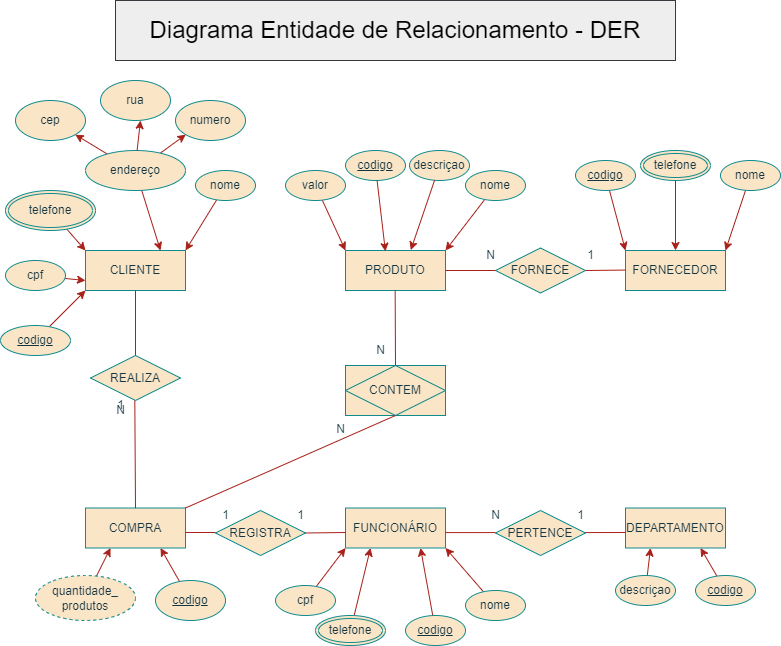 Diagrama Entidade de Relacionamento - DER
cep
rua
numero
endereço
nome
telefone
CLIENTE
cpf
codigo
valor
codigo
descriçao
nome
PRODUTO
N
FORNECE
1
codigo
telefone
nome
FORNECEDOR
REALIZA
1
N
N
CONTEM
N
COMPRA
1
REGISTRA
1
FUNCIONÁRIO
N
PERTENCE
1
DEPARTAMENTO
quantidade_
produtos
codigo
cpf
telefone
codigo
nome
descriçao
codigo